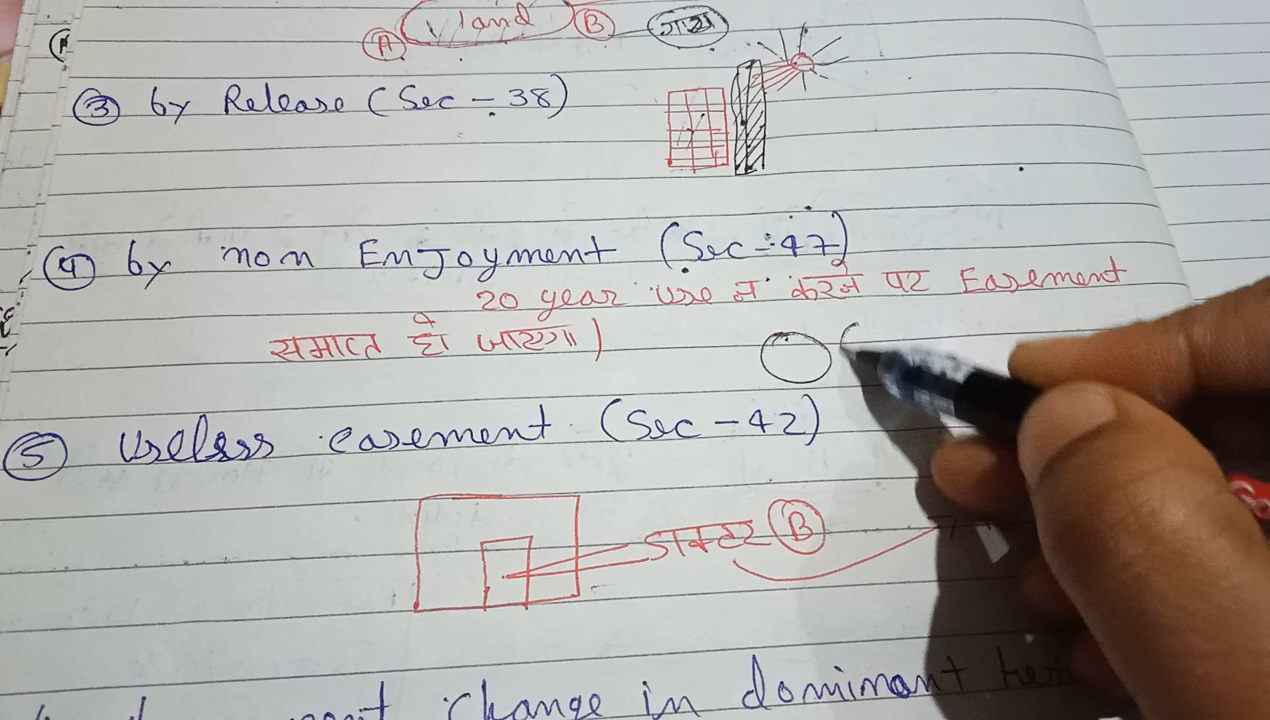 A land B गाय
③ by Release (Sec - 38)
④ by non Enjoyment (Sec - 47)
20 year use न करने पर Easement
समाप्त हो जाएगा।
⑤ Useless easement (Sec - 42)
डाक्टर B
change in dominant